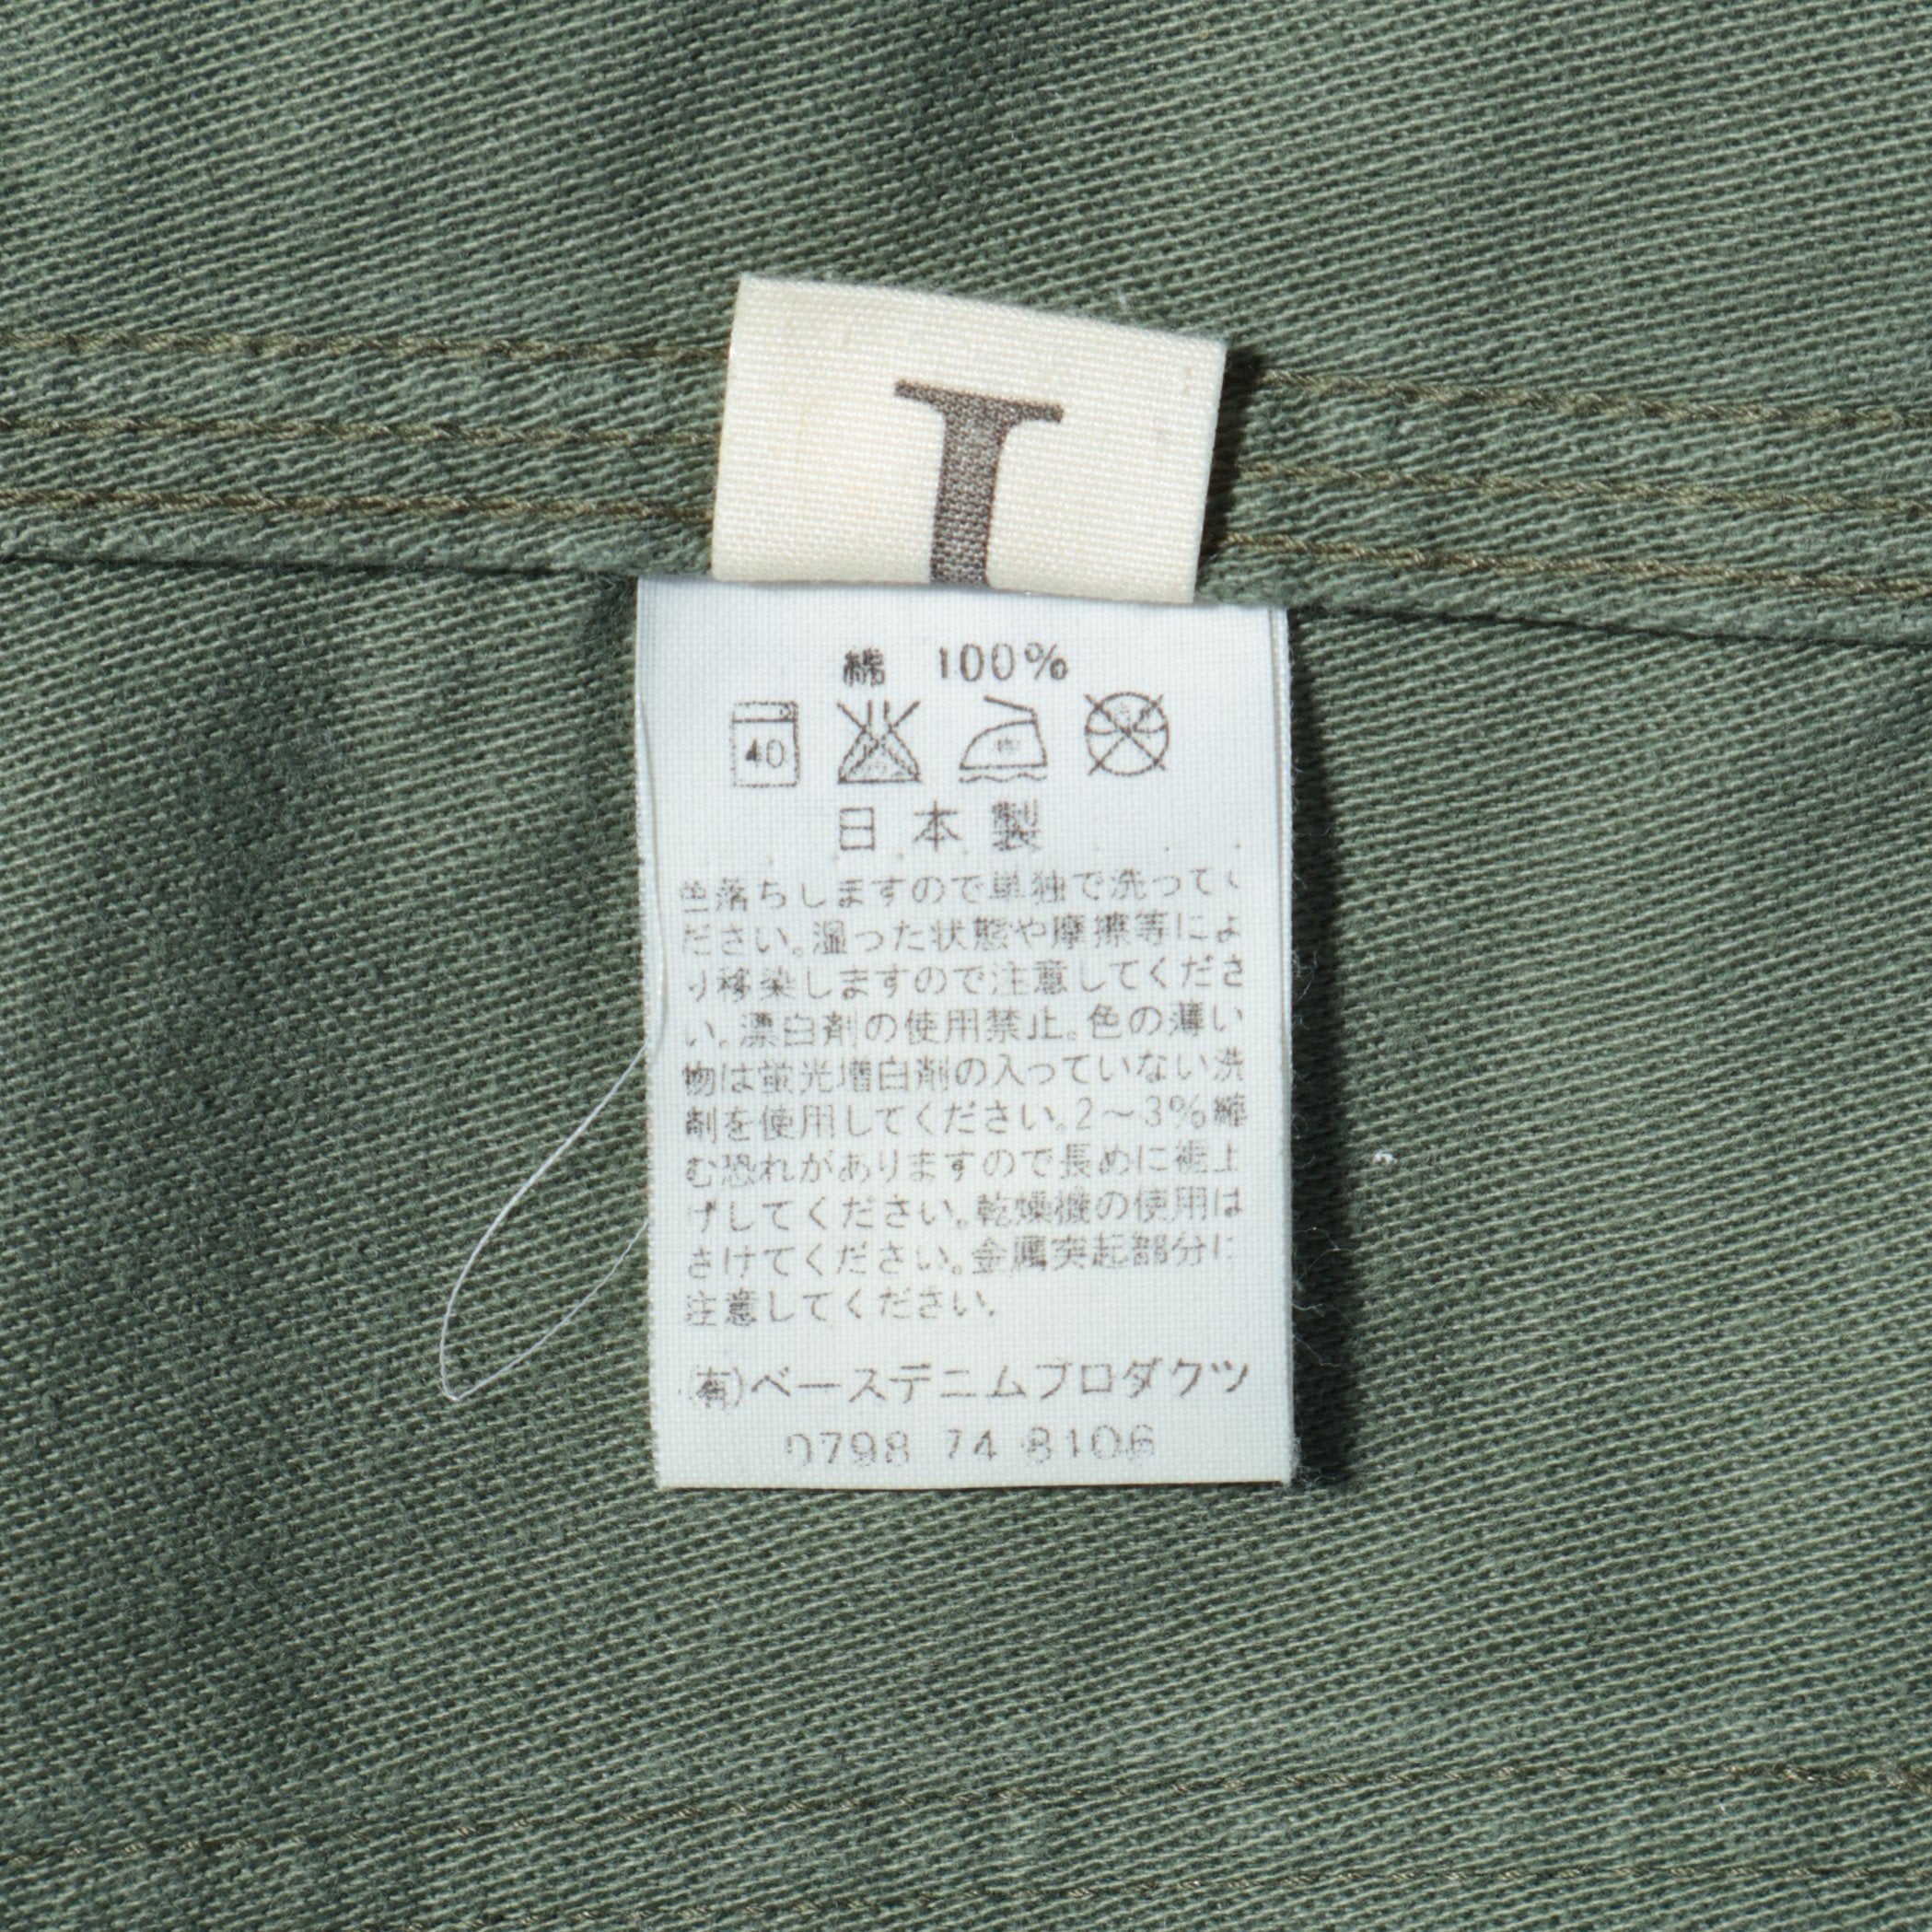 綿 100%
40
日本製
色落ちしますので単独で洗ってく
ださい。湿った状態や摩擦等によ
り移染しますので注意してくださ
い。漂白剤の使用禁止。色の薄い
物は蛍光増白剤の入っていない洗
剤を使用してください。2〜3%縮
む恐れがありますので長めに裾上
げしてください。乾燥機の使用は
さけてください。金属突起部分に
注意してください.
(有)ベースデニムプロダクツ
0798 74 8106